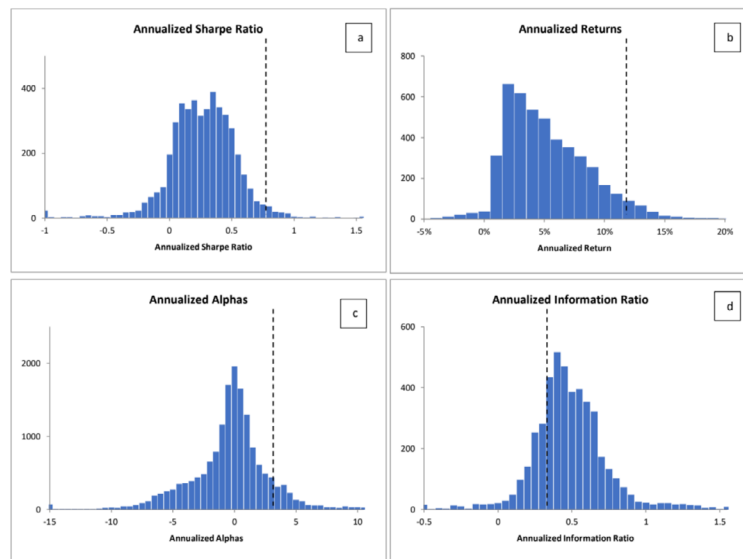 Annualized Sharpe Ratio
a
400
200
0
-1 -0.5 0 0.5 1 1.5
Annualized Sharpe Ratio
Annualized Returns
b
800
600
400
200
0
-5% 0% 5% 10% 15% 20%
Annualized Return
Annualized Alphas
c
2000
1000
0
-15 -10 -5 0 5 10
Annualized Alphas
Annualized Information Ratio
d
600
400
200
0
-0.5 0 0.5 1 1.5
Annualized Information Ratio